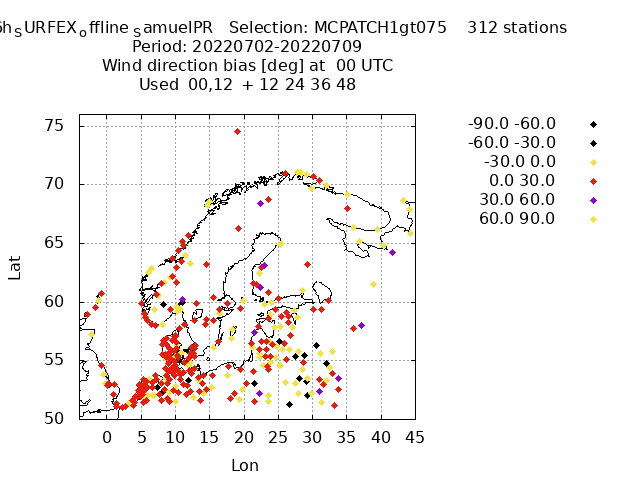 6h SURFEX offline SamuelPR Selection: MCPATCH1gt075 312 stations
Period: 20220702-20220709
Wind direction bias [deg] at 00 UTC
Used 00,12 + 12 24 36 48
-90.0 -60.0
-60.0 -30.0
-30.0 0.0
0.0 30.0
30.0 60.0
60.0 90.0
75
70
65
60
55
50
Lat
0 5 10 15 20 25 30 35 40 45
Lon